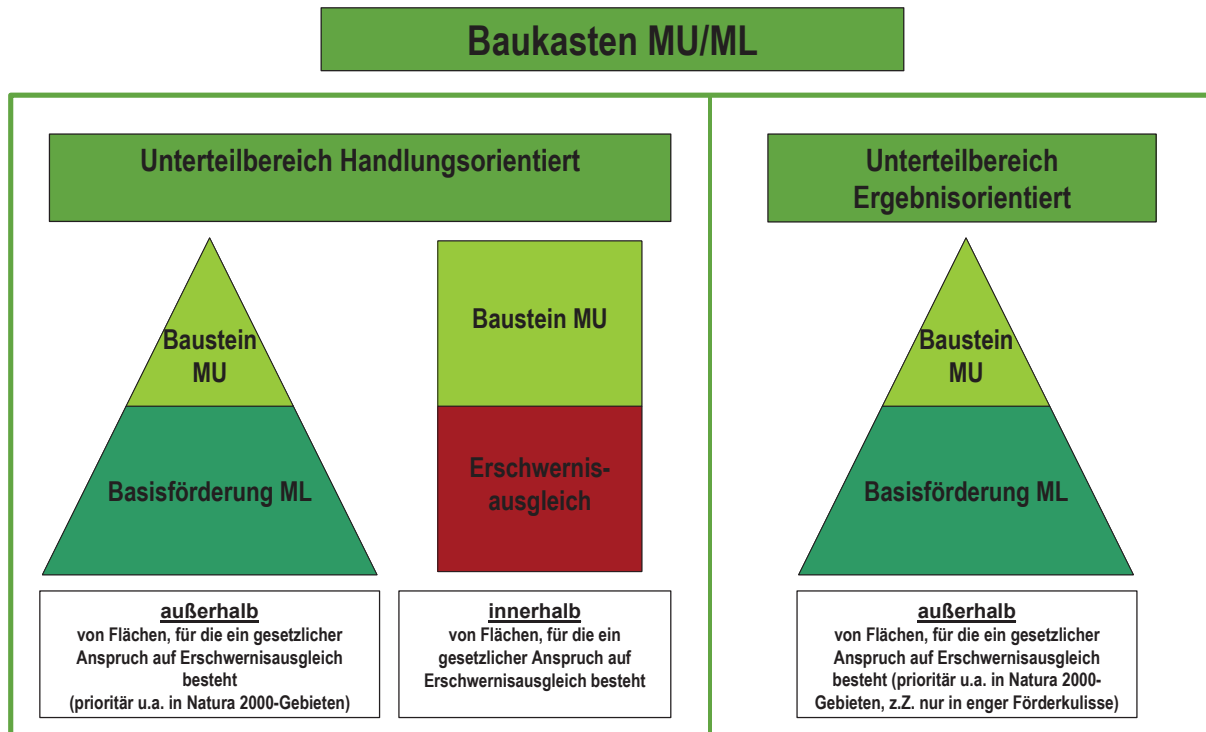 Baukasten MU/ML
Unterteilbereich Handlungsorientiert
Baustein
MU
Basisförderung ML
Baustein MU
Erschwernis-
ausgleich
außerhalb
von Flächen, für die ein gesetzlicher
Anspruch auf Erschwernisausgleich
besteht
(prioritär u.a. in Natura 2000-Gebieten)
innerhalb
von Flächen, für die ein
gesetzlicher Anspruch auf
Erschwernisausgleich besteht
Unterteilbereich
Ergebnisorientiert
Baustein
MU
Basisförderung ML
außerhalb
von Flächen, für die ein gesetzlicher
Anspruch auf Erschwernisausgleich
besteht (prioritär u.a. in Natura 2000-
Gebieten, z.Z. nur in enger Förderkulisse)